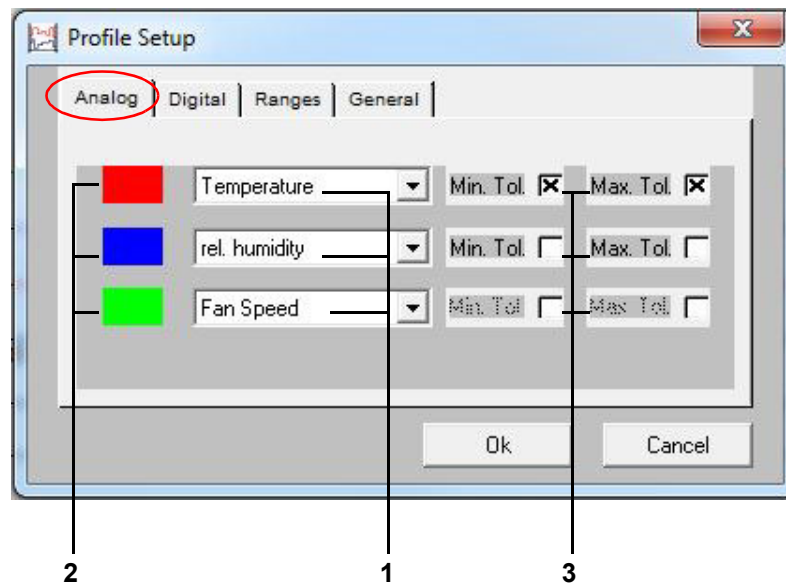 Profile Setup
x
Analog Digital Ranges General
Temperature Min. Tol. Max. Tol.
rel. humidity Min. Tol. Max. Tol.
Fan Speed Min. Tol Max Tol.
Ok Cancel
2 1 3